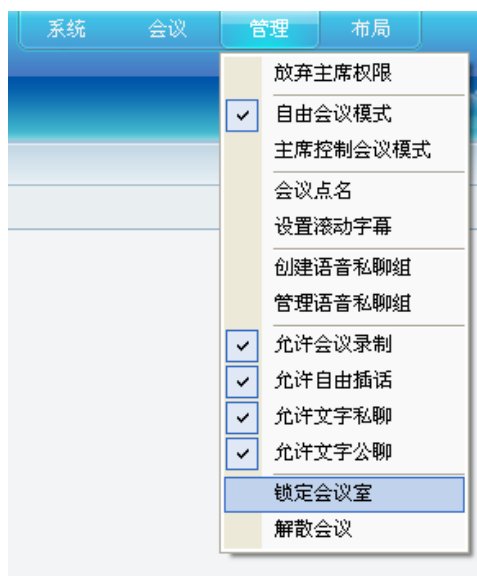 系统 会议 管理 布局
放弃主席权限
自由会议模式
主席控制会议模式
会议点名
设置滚动字幕
创建语音私聊组
管理语音私聊组
允许会议录制
允许自由插话
允许文字私聊
允许文字公聊
锁定会议室
解散会议